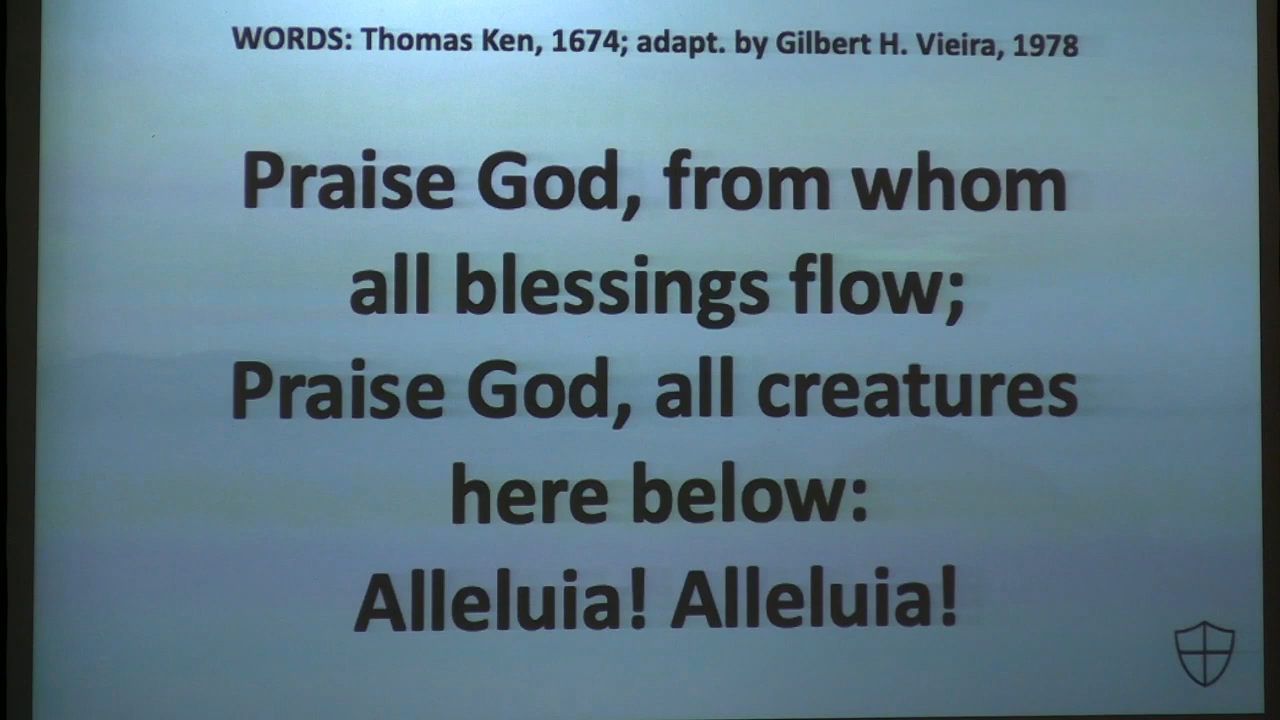 WORDS: Thomas Ken, 1674; adapt. by Gilbert H. Vieira, 1978
Praise God, from whom
all blessings flow;
Praise God, all creatures
here below:
Alleluia! Alleluia!